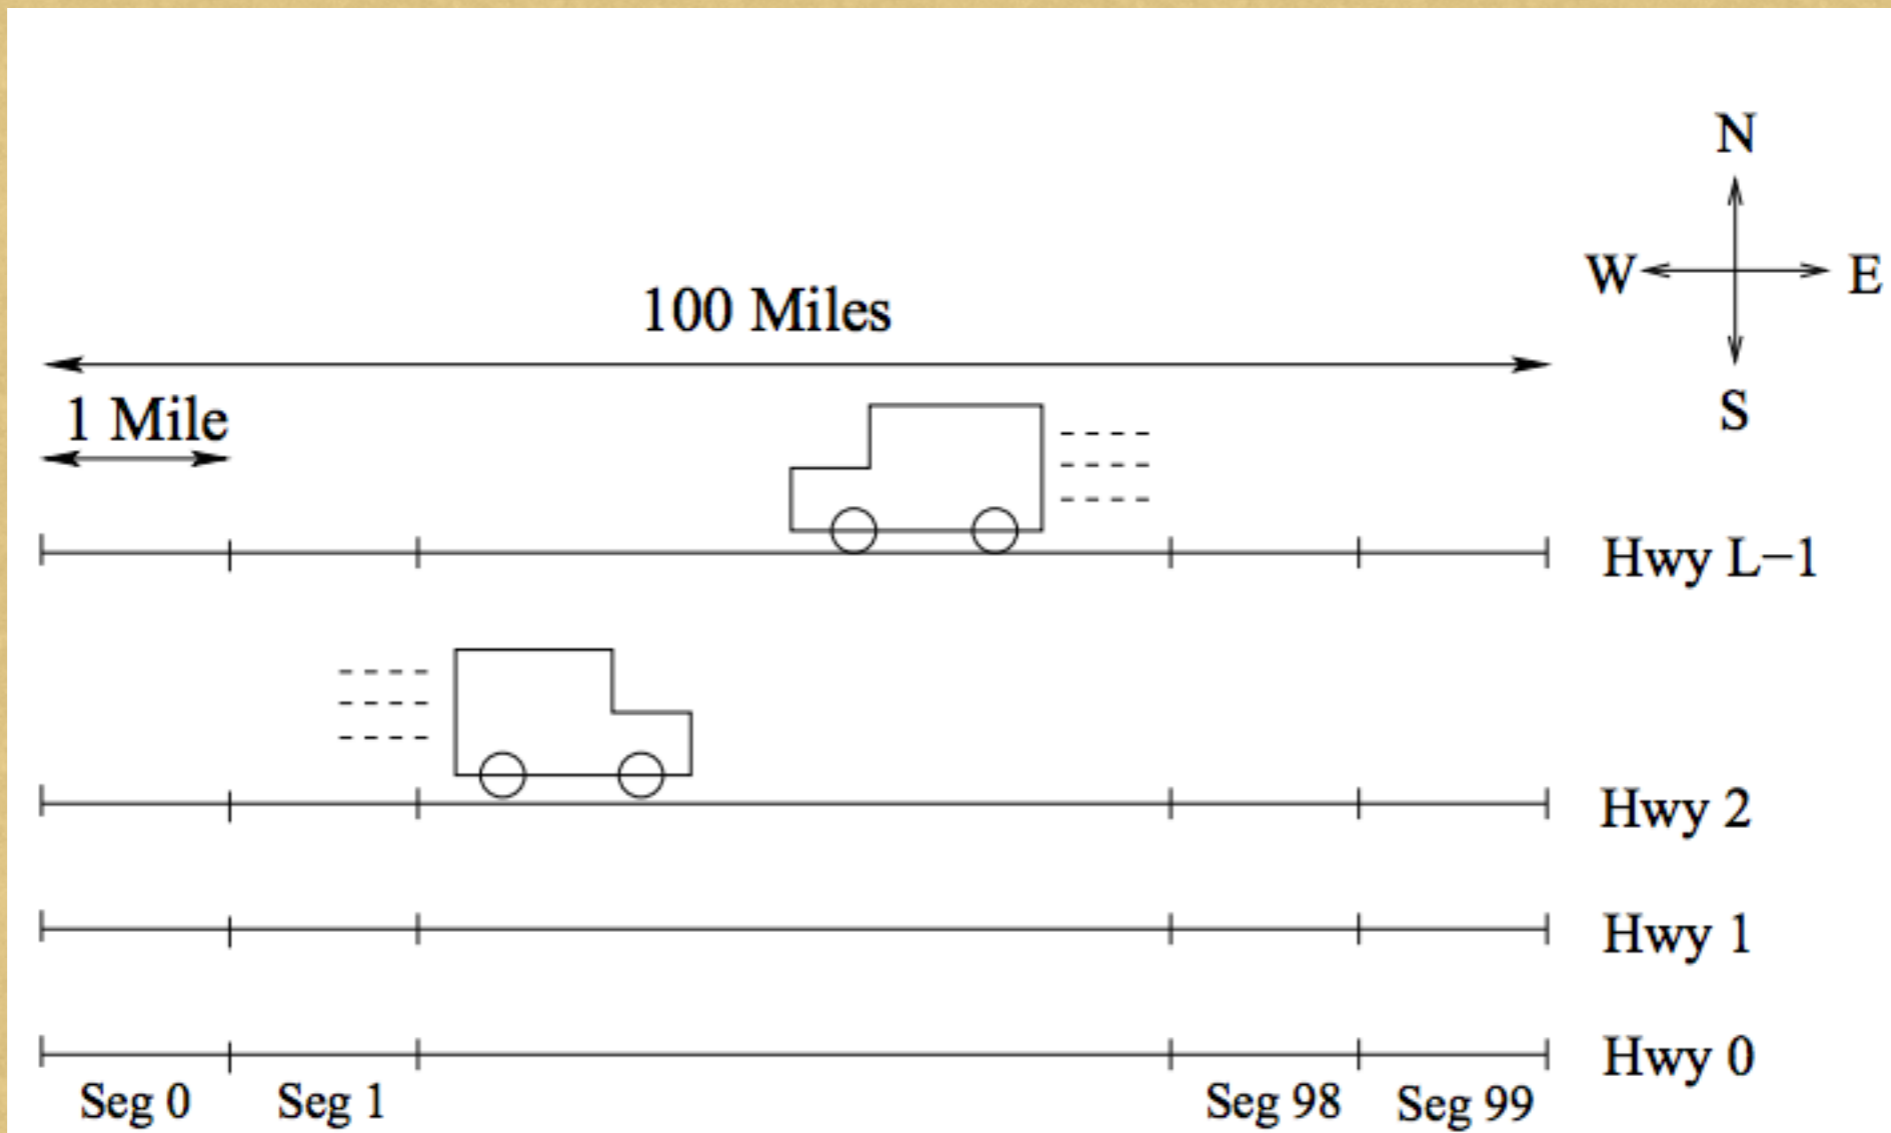 N
W E
S
100 Miles
1 Mile
Hwy L−1
Hwy 2
Hwy 1
Hwy 0
Seg 0 Seg 1 Seg 98 Seg 99